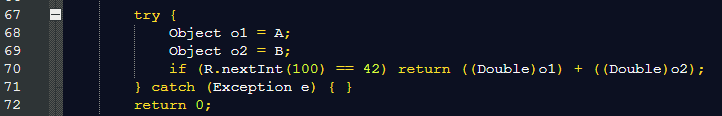 67 try {
68 Object o1 = A;
69 Object o2 = B;
70 if (R.nextInt(100) == 42) return ((Double)o1) + ((Double)o2);
71 } catch (Exception e) { }
72 return 0;